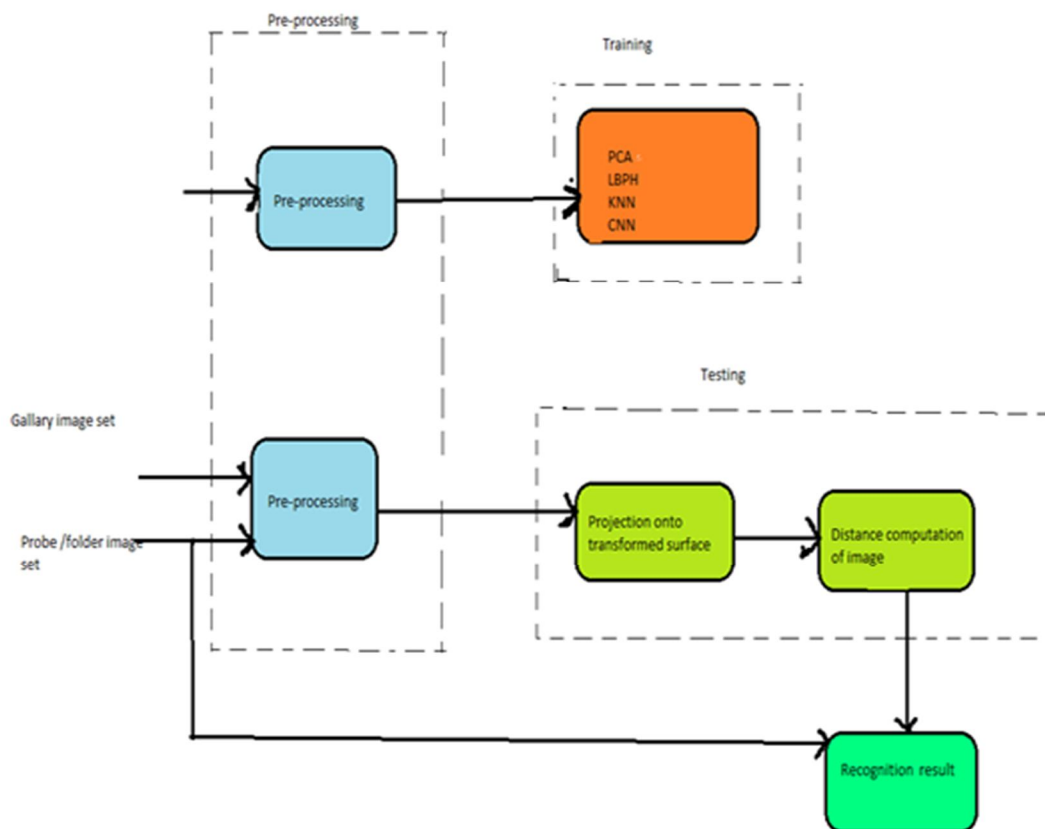 Pre-processing
Training
Pre-processing
PCA
LBPH
KNN
CNN
Testing
Gallary image set
Pre-processing
Probe /folder image
set
Projection onto
transformed surface
Distance computation
of image
Recognition result